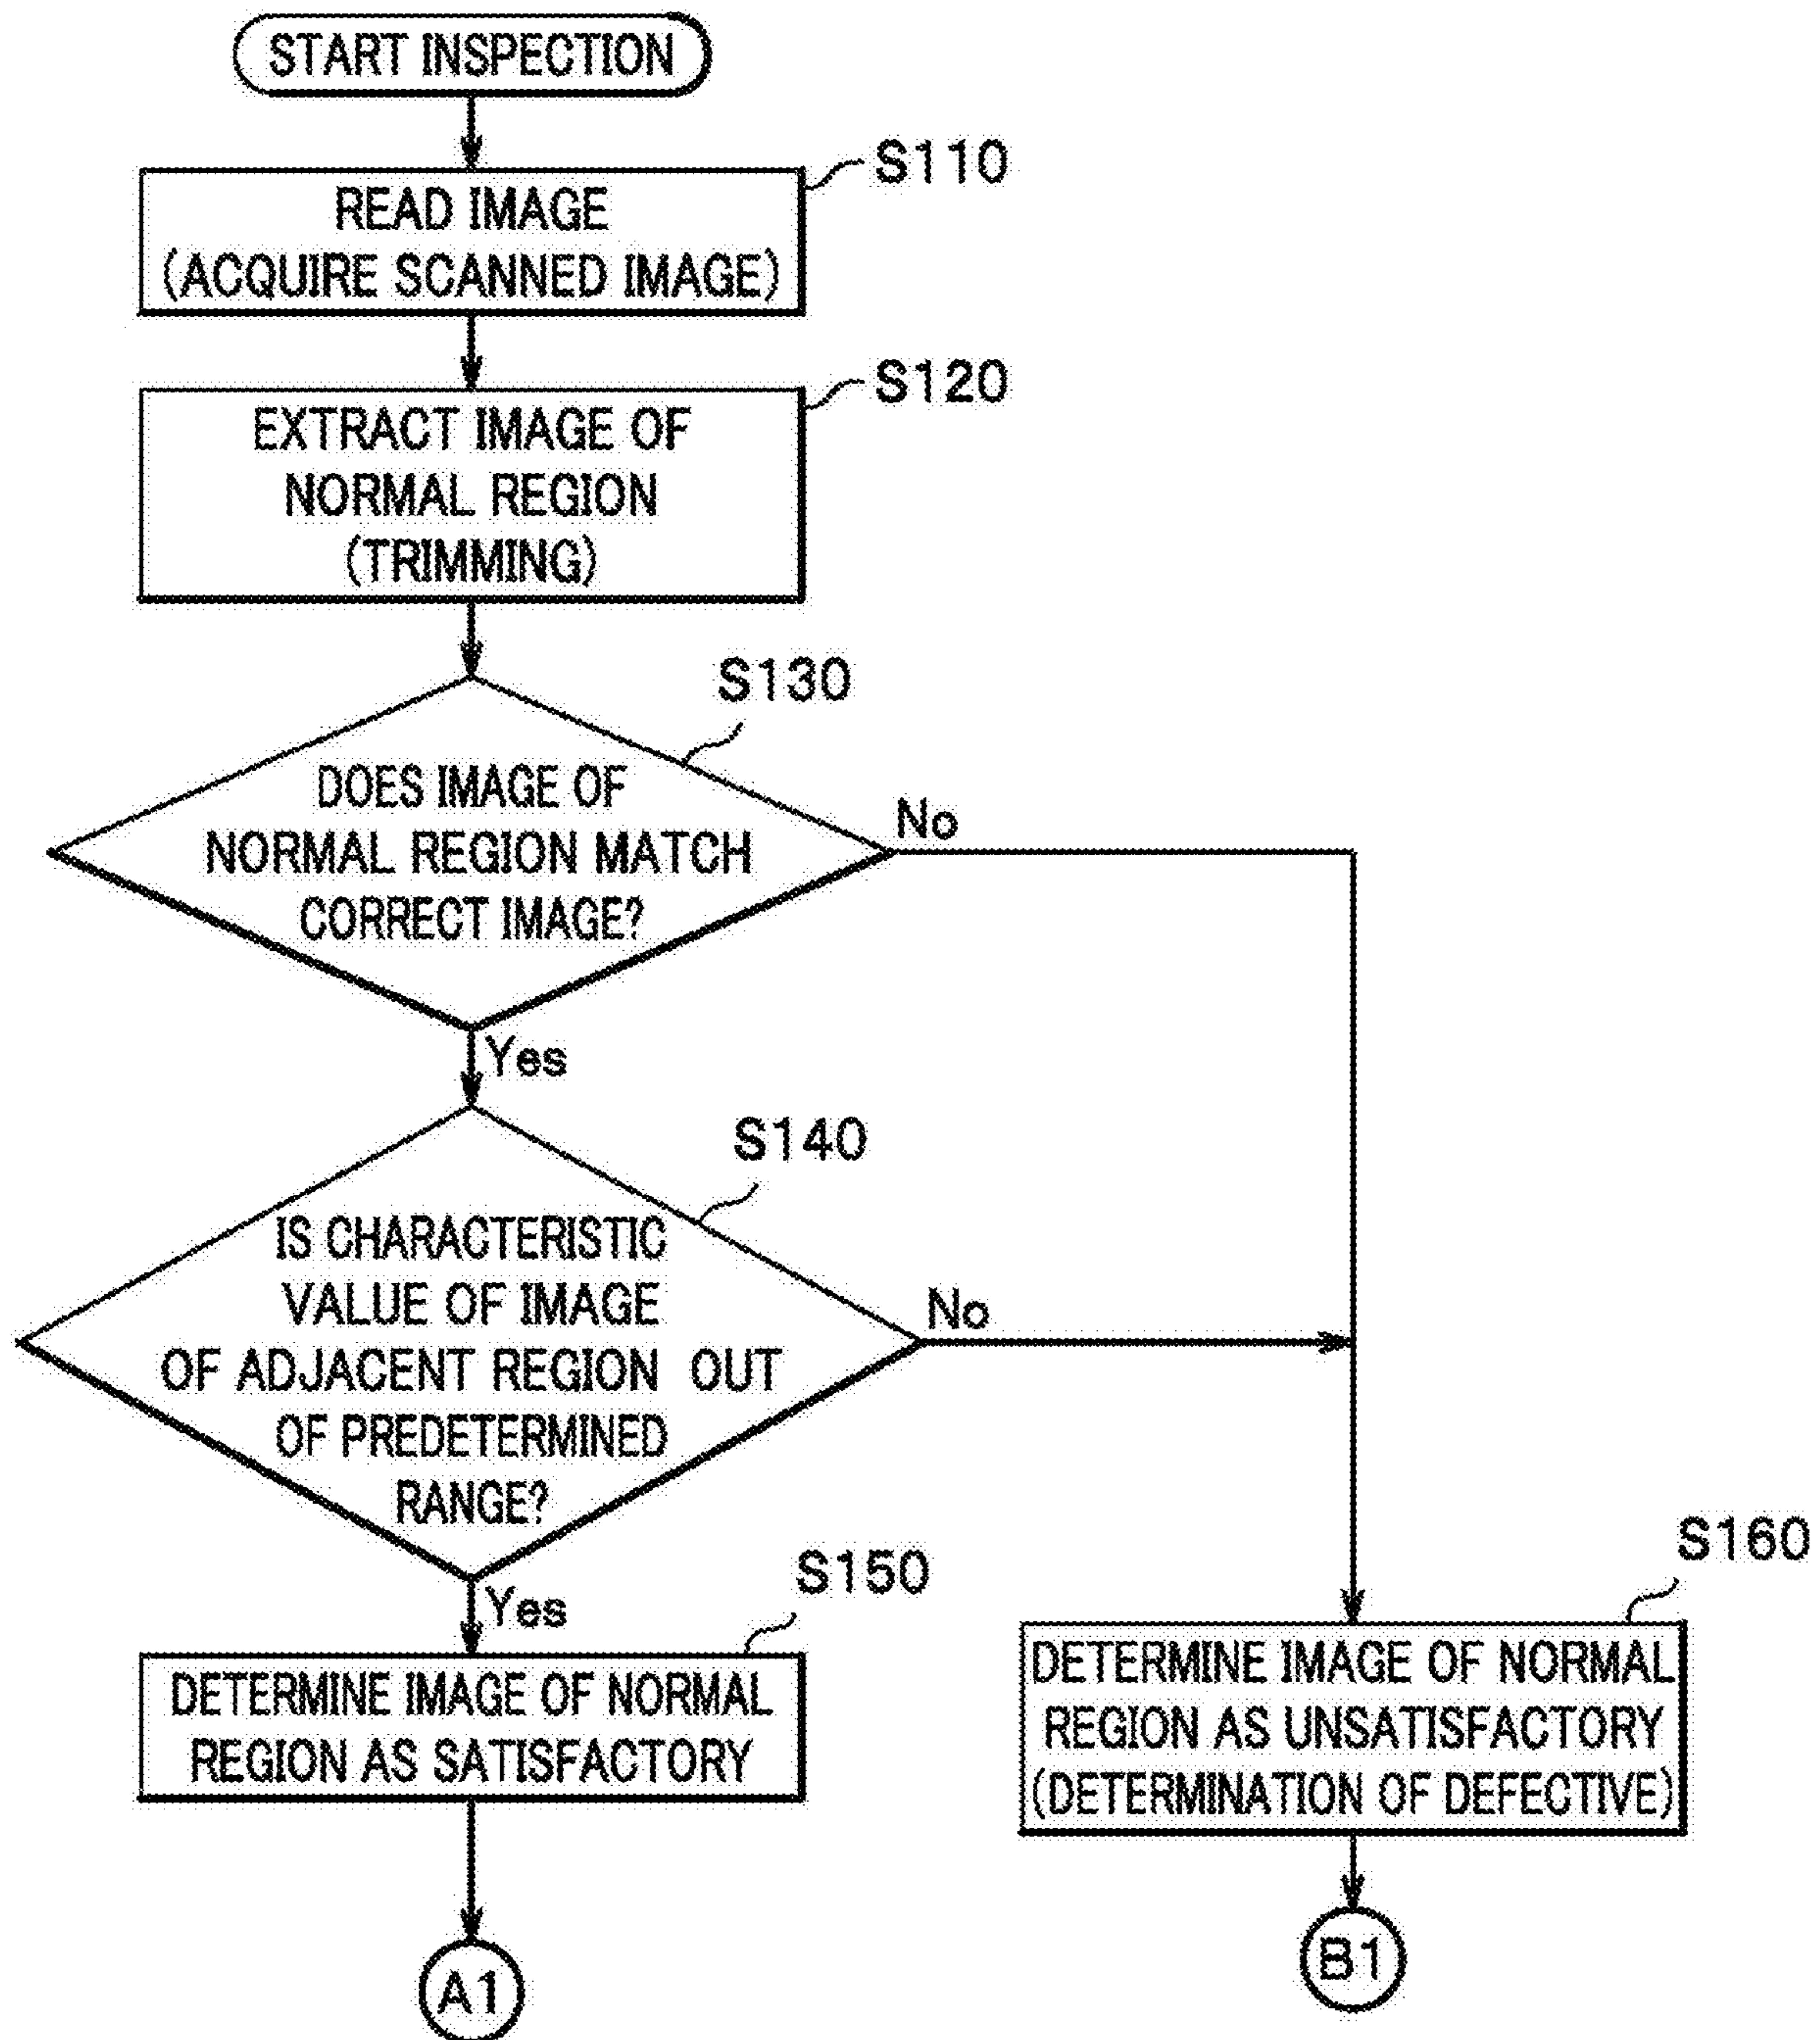 START INSPECTION
S110
READ IMAGE
(ACQUIRE SCANNED IMAGE)
S120
EXTRACT IMAGE OF
NORMAL REGION
(TRIMMING)
S130
DOES IMAGE OF
NORMAL REGION MATCH
CORRECT IMAGE?
No
Yes
S140
IS CHARACTERISTIC
VALUE OF IMAGE
OF ADJACENT REGION OUT
OF PREDETERMINED
RANGE?
No
Yes
S150
DETERMINE IMAGE OF NORMAL
REGION AS SATISFACTORY
S160
DETERMINE IMAGE OF NORMAL
REGION AS UNSATISFACTORY
(DETERMINATION OF DEFECTIVE)
A1
B1